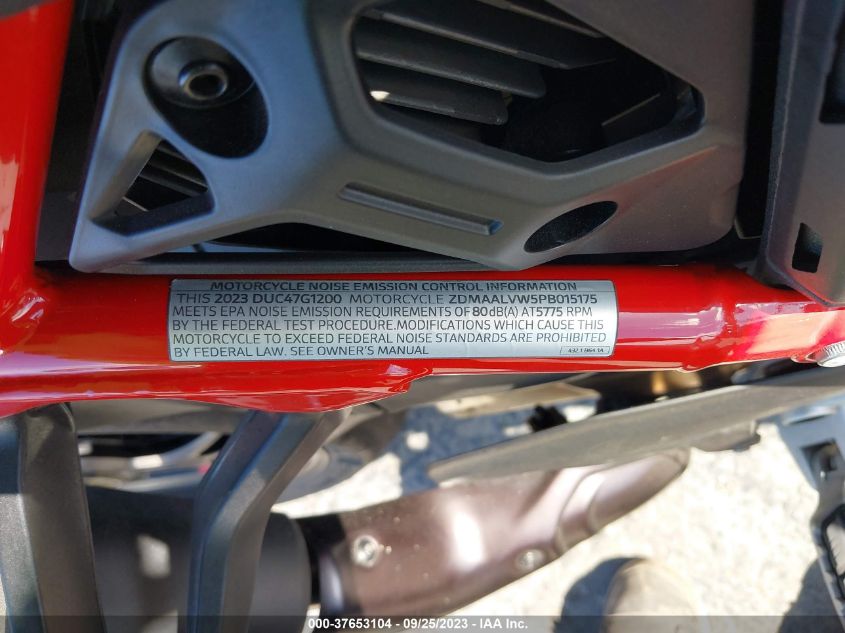 MOTORCYCLE NOISE EMISSION CONTROL INFORMATION
THIS 2023 DUC47G1200 MOTORCYCLE ZDMAALVW5PB015175
MEETS EPA NOISE EMISSION REQUIREMENTS OF 80dB(A) AT5775 RPM
BY THE FEDERAL TEST PROCEDURE.MODIFICATIONS WHICH CAUSE THIS
MOTORCYCLE TO EXCEED FEDERAL NOISE STANDARDS ARE PROHIBITED
BY FEDERAL LAW. SEE OWNER'S MANUAL
000-37653104 - 09/25/2023 - IAA Inc.